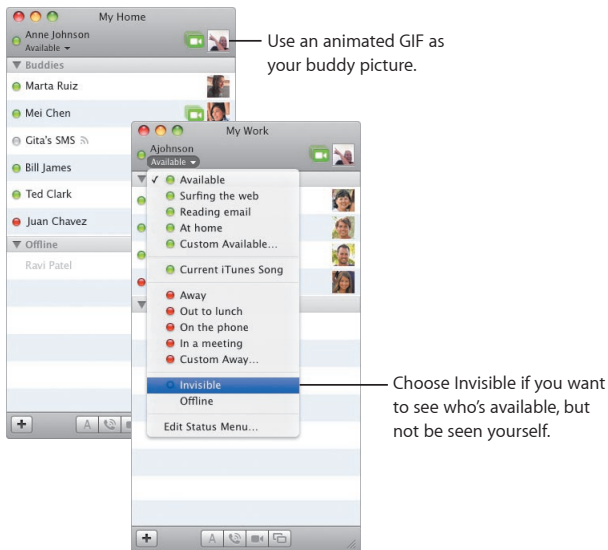 My Home
Anne Johnson
Available
Use an animated GIF as
your buddy picture.
Buddies
Marta Ruiz
Mei Chen
Gita's SMS
Bill James
Ted Clark
Juan Chavez
Offline
Ravi Patel
A
My Work
Ajohnson
Available
✓ Available
Surfing the web
Reading email
At home
Custom Available...
Current iTunes Song
Away
Out to lunch
On the phone
In a meeting
Custom Away...
Invisible
Offline
Edit Status Menu...
A
Choose Invisible if you want
to see who's available, but
not be seen yourself.